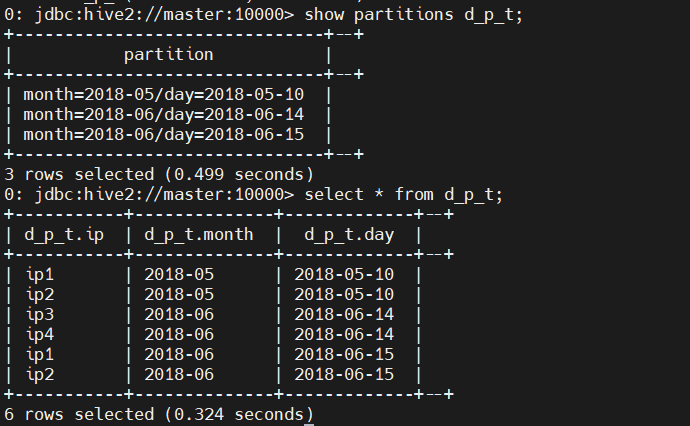 0: jdbc:hive2://master:10000> show partitions d_p_t;
+-------------------------------+--+
|           partition           |
+-------------------------------+--+
| month=2018-05/day=2018-05-10  |
| month=2018-06/day=2018-06-14  |
| month=2018-06/day=2018-06-15  |
+-------------------------------+--+
3 rows selected (0.499 seconds)
0: jdbc:hive2://master:10000> select * from d_p_t;
+-----------+--------------+-------------+--+
| d_p_t.ip  | d_p_t.month  |  d_p_t.day  |
+-----------+--------------+-------------+--+
| ip1       | 2018-05      | 2018-05-10  |
| ip2       | 2018-05      | 2018-05-10  |
| ip3       | 2018-06      | 2018-06-14  |
| ip4       | 2018-06      | 2018-06-14  |
| ip1       | 2018-06      | 2018-06-15  |
| ip2       | 2018-06      | 2018-06-15  |
+-----------+--------------+-------------+--+
6 rows selected (0.324 seconds)